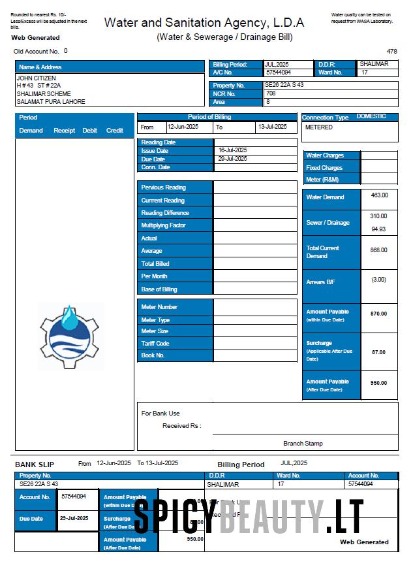 Rounded to nearest Rs. 10/-
Less/Excess will be adjusted in the next bill.
Water and Sanitation Agency, L.D.A
Water quality can be tested on request from WASA Laboratory.
Web Generated
(Water & Sewerage / Drainage Bill)
Old Account No. 0
478
Name & Address
JOHN CITIZEN
H # 43 ST # 22A
SHALIMAR SCHEME
SALAMAT PURA LAHORE
Billing Period: JUL,2025
D.D.R: SHALIMAR
A/C No. 57544094
Ward No. 17
Property No. SE26 22A S 43
NCR No. 708
Area 8
Period
Demand Receipt Debit Credit
Period of Billing
From 12-Jun-2025 To 13-Jul-2025
Reading Date
Issue Date 16-Jul-2025
Due Date 29-Jul-2025
Conn. Date
Pervious Reading
Current Reading
Reading Difference
Multiplying Factor
Actual
Average
Total Billed
Per Month
Base of Billing
Meter Number
Meter Type
Meter Size
Tariff Code
Book No.
Connection Type DOMESTIC
METERED
Water Charges
Fixed Charges
Meter (R&M)
Water Demand 463.00
Sewer / Drainage 310.00
94.93
Total Current Demand 868.00
Arrears B/F (3.00)
Amount Payable (within Due Date) 870.00
Surcharge (Applicable After Due Date) 87.00
Amount Payable (After Due Date) 950.00
For Bank Use
Received Rs :
Branch Stamp
BANK SLIP
From 12-Jun-2025 To 13-Jul-2025
Billing Period JUL,2025
Property No.
SE26 22A S 43
D.D.R
SHALIMAR
Ward No.
17
Account No.
57544094
Account No. 57544094
Due Date
Amount Payable
Surcharge
Amount Payable (After Due Date) 950.00
Web Generated
SPICYBEAUTY.LT